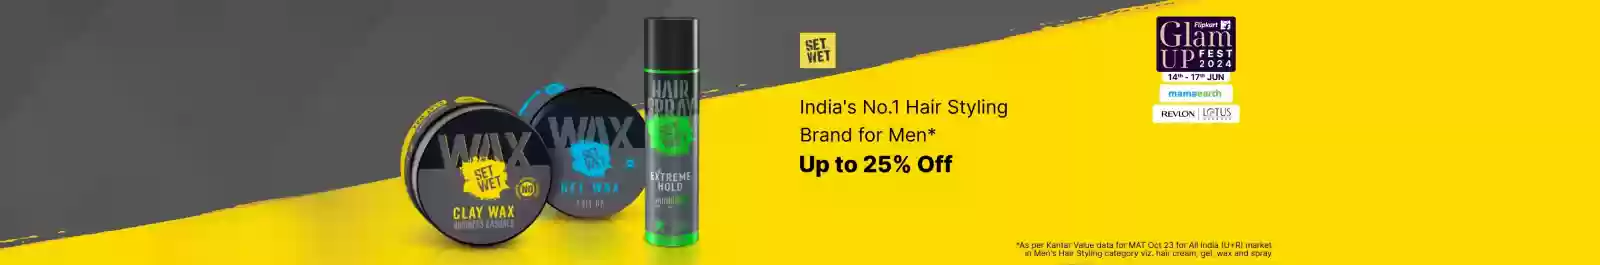 WAX
SET
WET
CLAY WAX
NO
WAX
SET
WET
GEL WAX
HAIR
SPRAY
SET
WET
EXTREME
HOLD
SET
WET
India's No.1 Hair Styling
Brand for Men*
Up to 25% Off
Flipkart
Glam
UP FEST
2024
14th - 17th JUN
mamaearth
REVLON | LOTUS
*As per Kantar Value data for MAT Oct 23 for All India (U+R) market
in Men's Hair Styling category viz. hair cream, gel, wax and spray